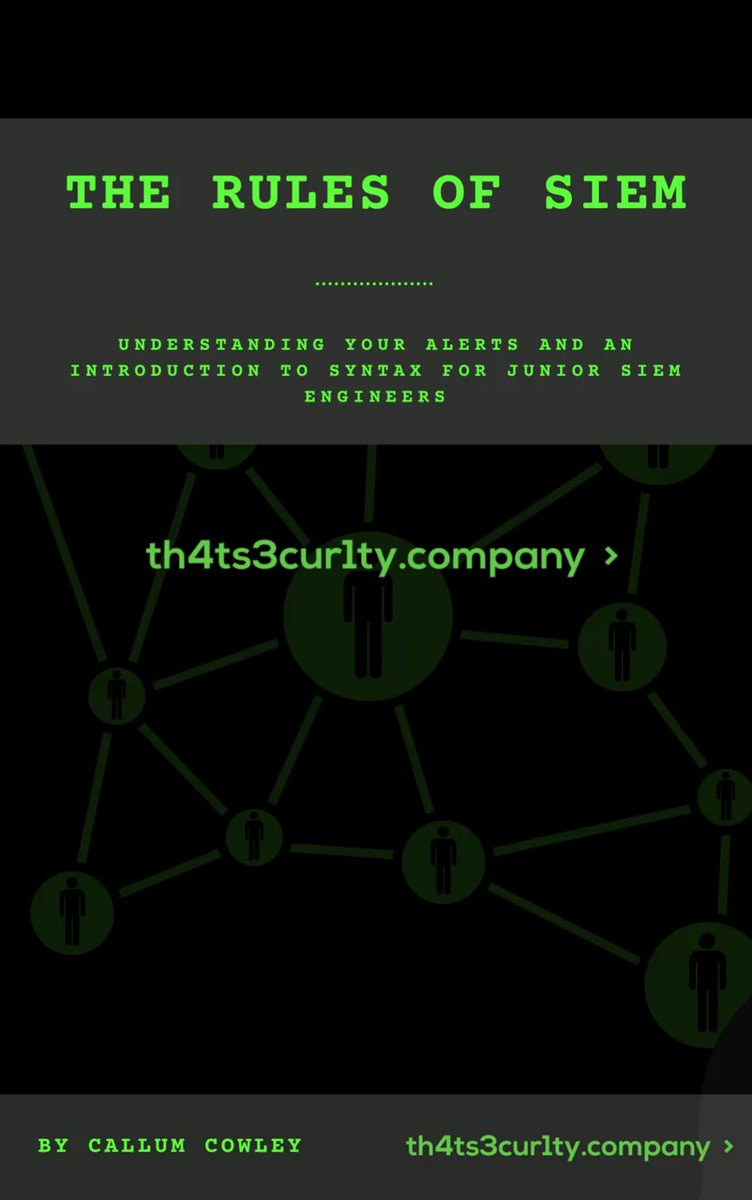 THE RULES OF SIEM
UNDERSTANDING YOUR ALERTS AND AN
INTRODUCTION TO SYNTAX FOR JUNIOR SIEM
ENGINEERS
th4ts3cur1ty.company >
BY CALLUM COWLEY
th4ts3cur1ty.company >